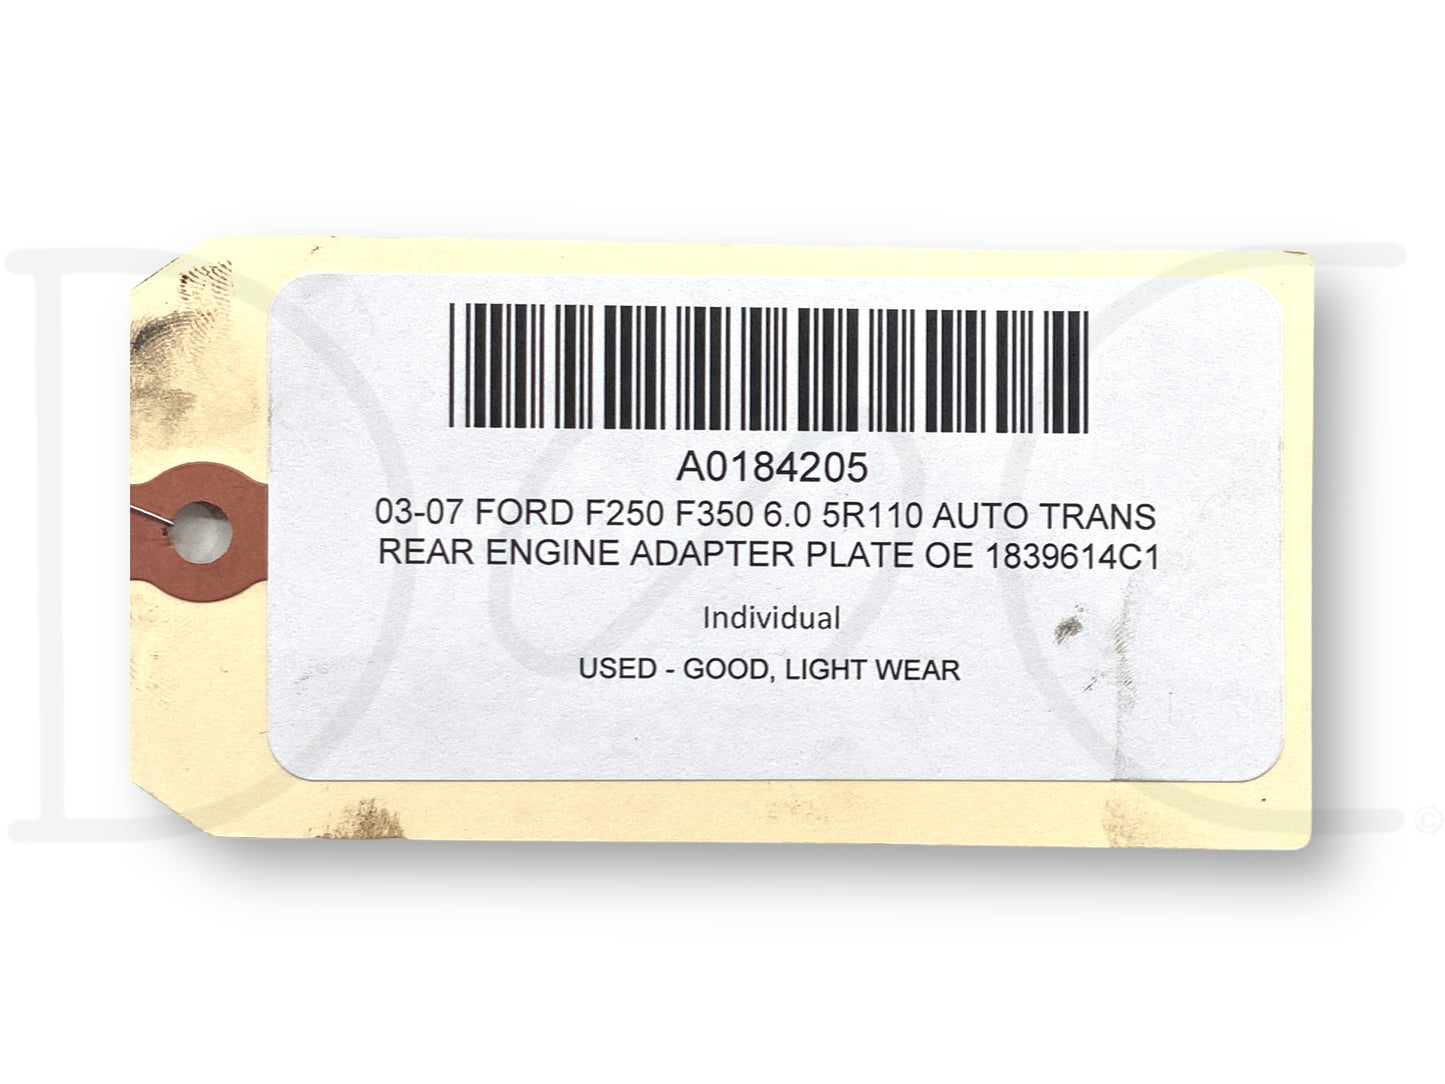 A0184205
03-07 FORD F250 F350 6.0 5R110 AUTO TRANS
REAR ENGINE ADAPTER PLATE OE 1839614C1
Individual
USED - GOOD, LIGHT WEAR
©